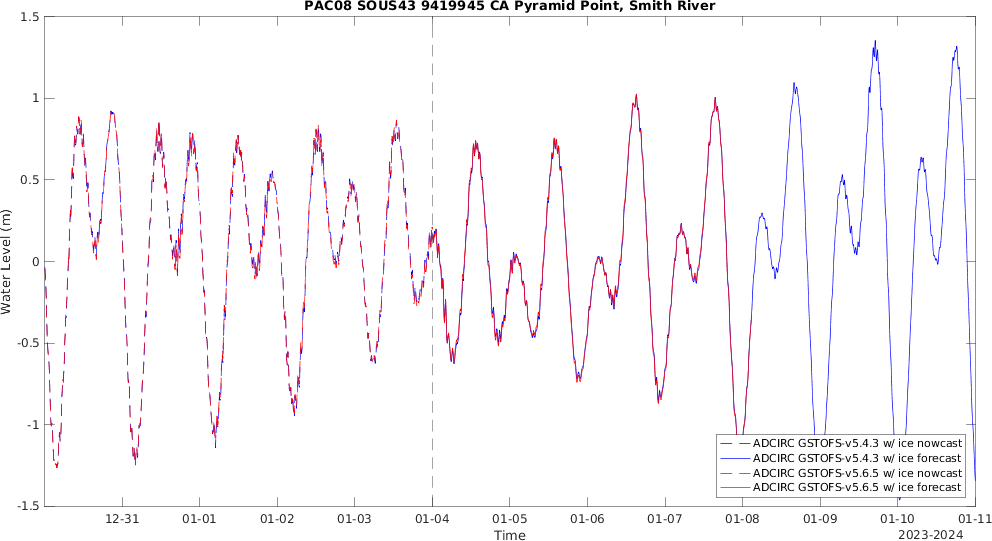 PAC08 SOUS43 9419945 CA Pyramid Point, Smith River
Water Level (m)
1.5
1
0.5
0
-0.5
-1
-1.5
12-31
01-01
01-02
01-03
01-04
01-05
01-06
01-07
01-08
01-09
01-10
01-11
Time
2023-2024
ADCIRC GSTOFS-v5.4.3 w/ ice nowcast
ADCIRC GSTOFS-v5.4.3 w/ ice forecast
ADCIRC GSTOFS-v5.6.5 w/ ice nowcast
ADCIRC GSTOFS-v5.6.5 w/ ice forecast